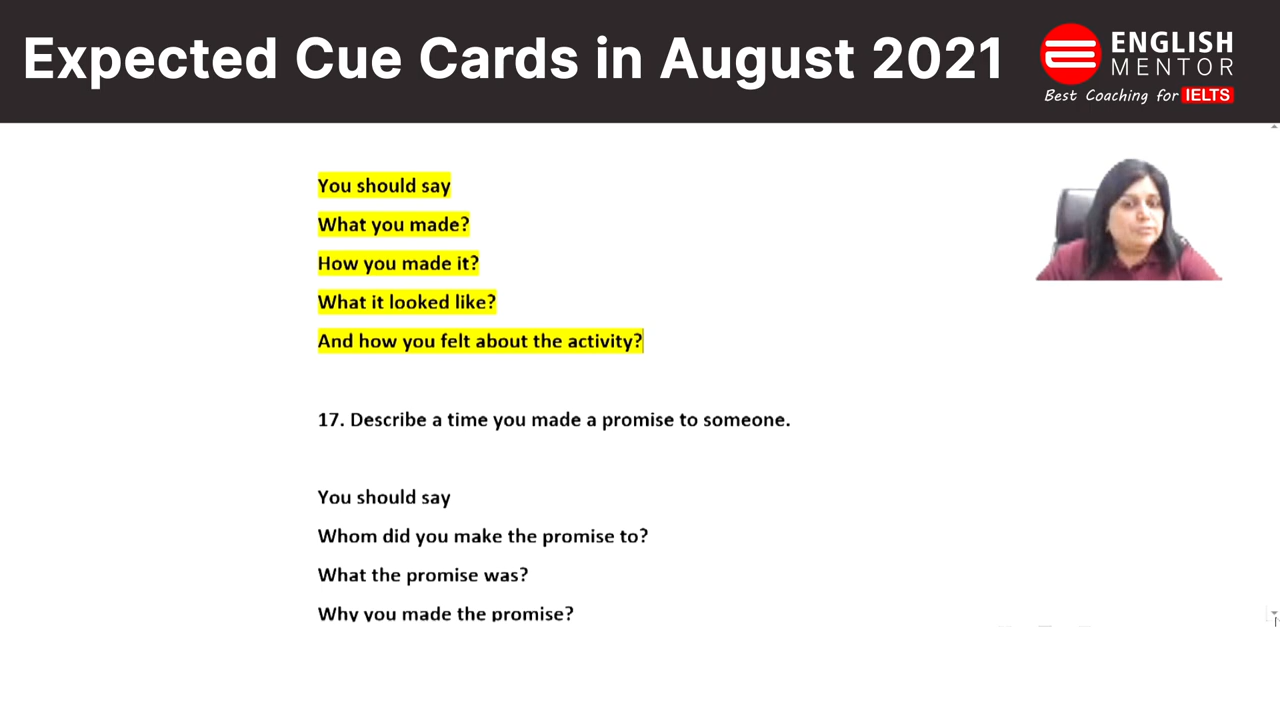 Expected Cue Cards in August 2021
ENGLISH
MENTOR
Best Coaching for IELTS
You should say
What you made?
How you made it?
What it looked like?
And how you felt about the activity?
17. Describe a time you made a promise to someone.
You should say
Whom did you make the promise to?
What the promise was?
Why you made the promise?